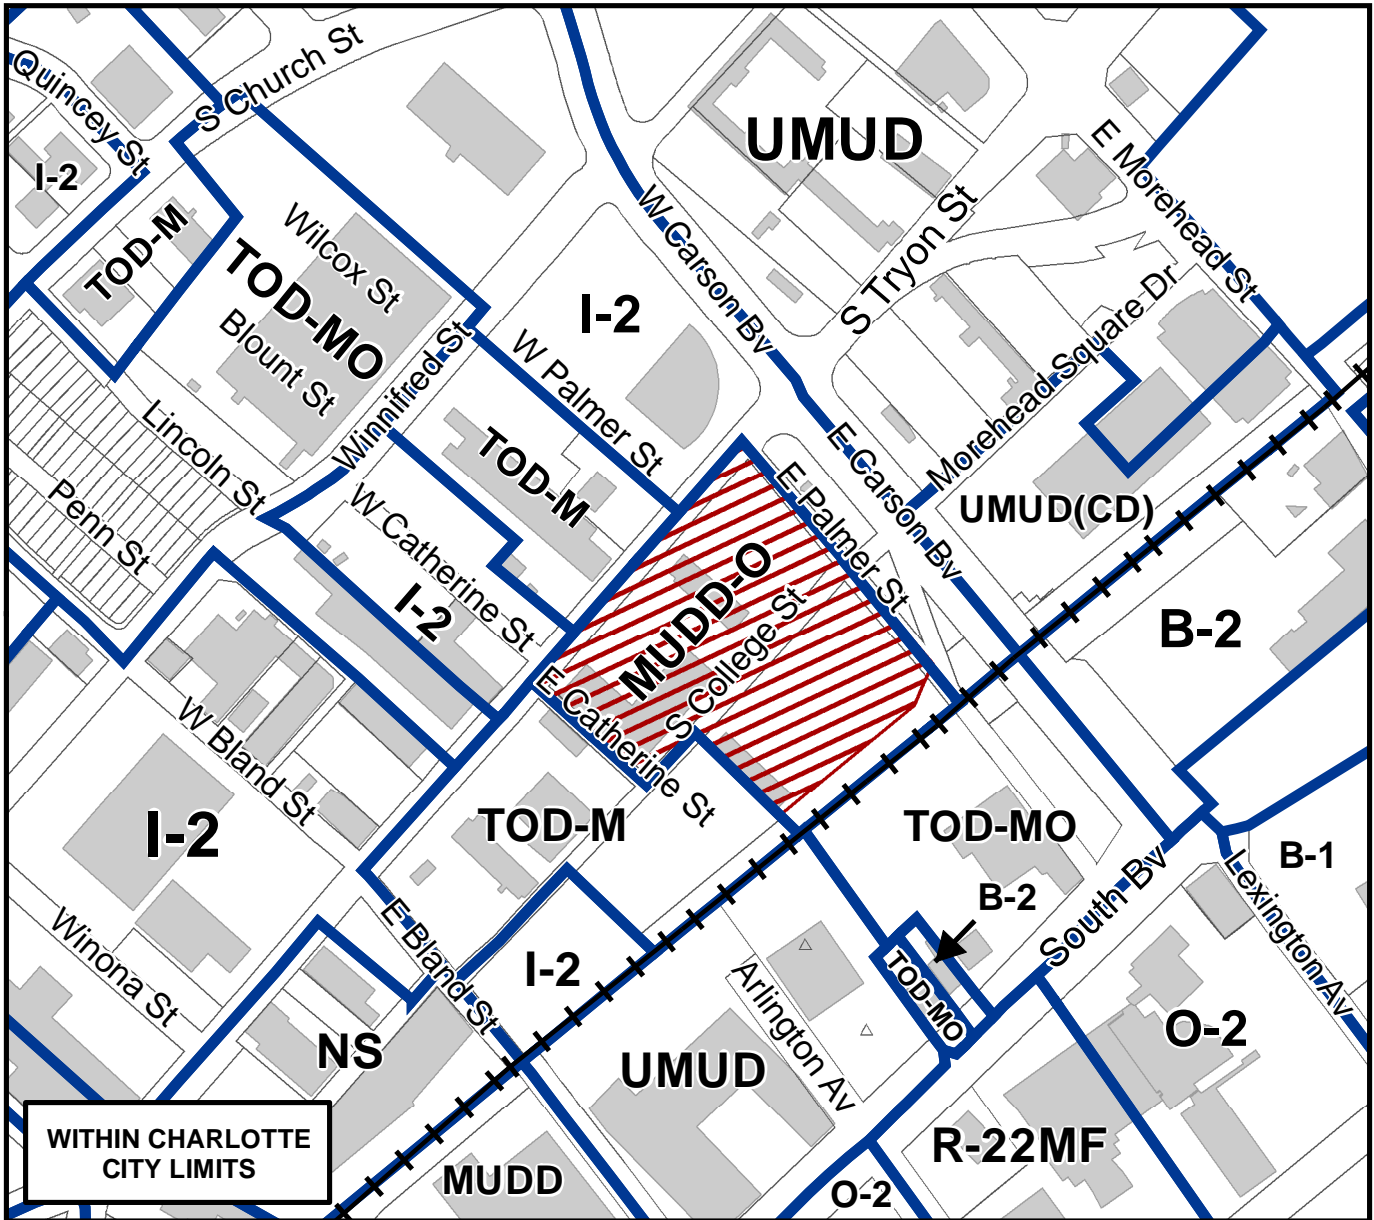 Quincey St
S Church St
UMUD
E Morehead St
I-2
TOD-M
Wilcox St
TOD-MO
Blount St
W Carson Bv
S Tryon St
I-2
Morehead Square Dr
Winnifred St
W Palmer St
Lincoln St
Penn St
TOD-M
W Catherine St
I-2
E Palmer St
E Carson Bv
UMUD(CD)
MUDD-O
S College St
B-2
E Catherine St
W Bland St
I-2
TOD-M
TOD-MO
B-1
B-2
South Bv
Lexington Av
Winona St
E Bland St
I-2
Arlington Av
TOD-MO
O-2
NS
UMUD
WITHIN CHARLOTTE
CITY LIMITS
MUDD
R-22MF
O-2